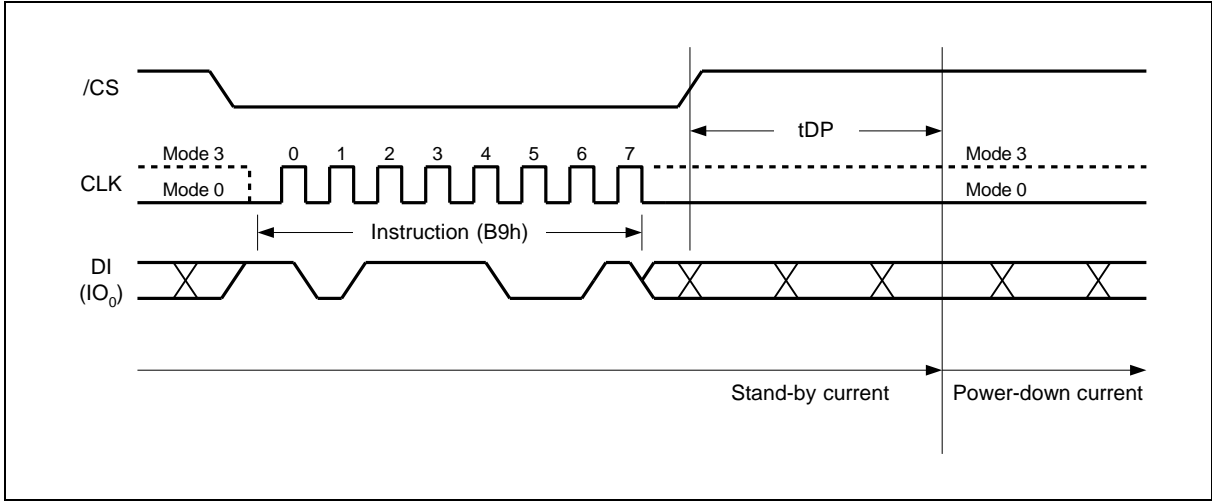 /CS
tDP
Mode 3
0 1 2 3 4 5 6 7
Mode 3
CLK
Mode 0
Mode 0
Instruction (B9h)
DI
(IO₀)
Stand-by current
Power-down current